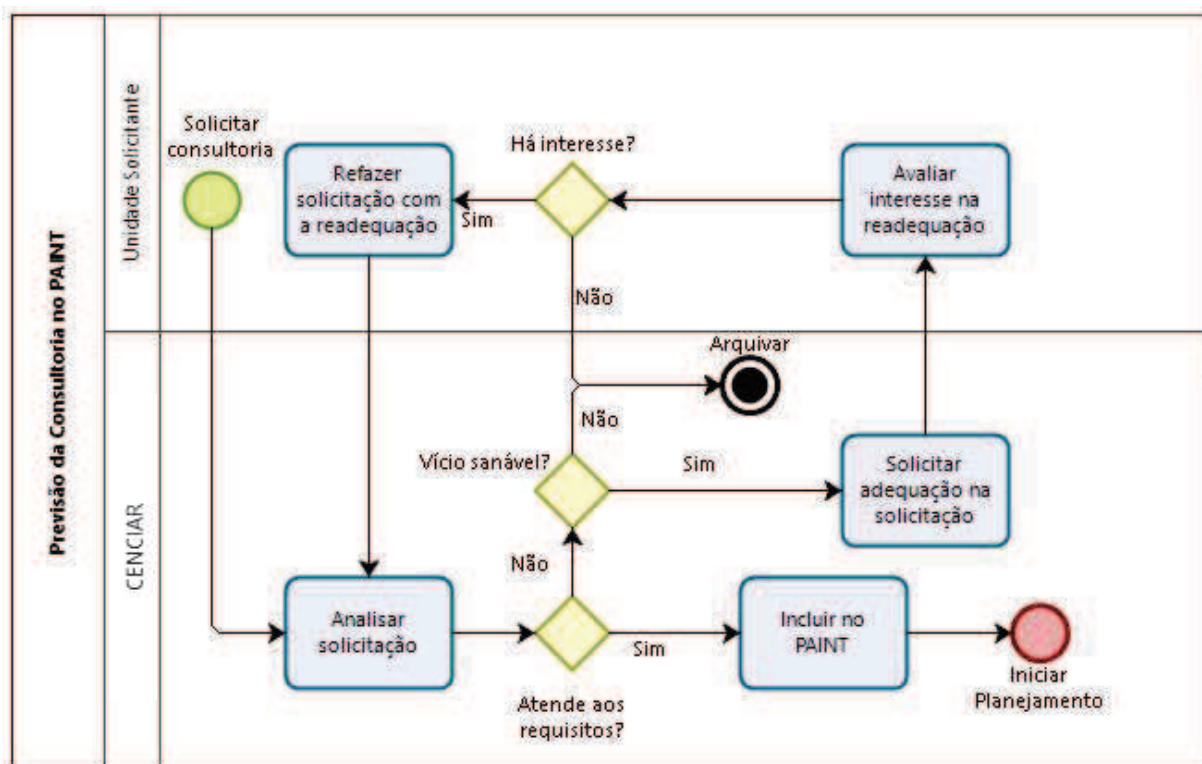 Previsão da Consultoria no PAINT
Unidade Solicitante
Solicitar
consultoria
Refazer
solicitação com
a readequação
Sim
Há interesse?
Não
Avaliar
interesse na
readequação
CENCIAR
Arquivar
Não
Vício sanável?
Sim
Solicitar
adequação na
solicitação
Não
Analisar
solicitação
Atende aos
requisitos?
Sim
Incluir no
PAINT
Iniciar
Planejamento